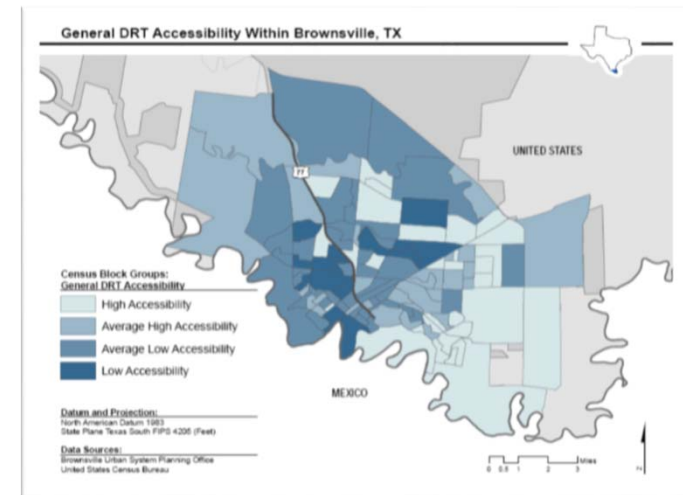 General DRT Accessibility Within Brownsville, TX
UNITED STATES
77
Census Block Groups:
General DRT Accessibility
High Accessibility
Average High Accessibility
Average Low Accessibility
Low Accessibility
MEXICO
Datum and Projection:
North American Datum 1983
State Plane Texas South FIPS 4205 (Feet)
Data Sources:
Brownsville Urban System Planning Office
United States Census Bureau
Miles
0 0.5 1 2 3